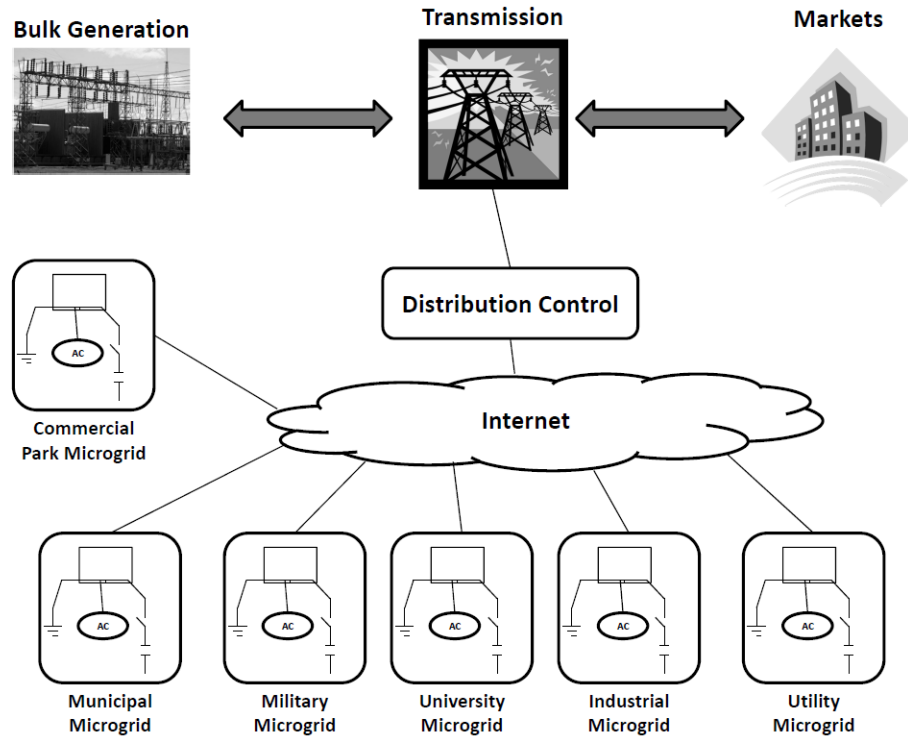 Bulk Generation
Transmission
Markets
Distribution Control
Internet
AC
Commercial
Park Microgrid
AC
AC
AC
AC
AC
Municipal
Microgrid
Military
Microgrid
University
Microgrid
Industrial
Microgrid
Utility
Microgrid